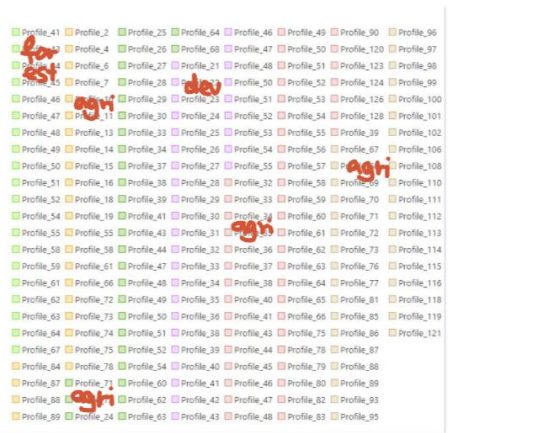 Profile_41 Profile_2 Profile_25 Profile_64 Profile_46 Profile_49 Profile_90 Profile_96
for
Profile_4 Profile_26 Profile_68 Profile_47 Profile_50 Profile_120 Profile_97
Profile_6 Profile_27 Profile_21 Profile_48 Profile_51 Profile_123 Profile_98
est
Profile_45 Profile_7 Profile_28 Profile_50 Profile_52 Profile_124 Profile_99
dev
Profile_46 Profile_29 Profile_23 Profile_51 Profile_53 Profile_126 Profile_100
agri
Profile_47 Profile_11 Profile_30 Profile_24 Profile_52 Profile_54 Profile_128 Profile_101
Profile_48 Profile_13 Profile_33 Profile_25 Profile_53 Profile_55 Profile_39 Profile_102
Profile_49 Profile_14 Profile_34 Profile_26 Profile_54 Profile_56 Profile_67 Profile_106
Profile_50 Profile_15 Profile_37 Profile_27 Profile_55 Profile_57 Profile_108
agri
Profile_51 Profile_16 Profile_38 Profile_28 Profile_32 Profile_58 Profile_69 Profile_110
Profile_52 Profile_18 Profile_39 Profile_29 Profile_33 Profile_59 Profile_70 Profile_111
Profile_54 Profile_19 Profile_41 Profile_30 Profile_34 Profile_60 Profile_71 Profile_112
agri
Profile_55 Profile_55 Profile_43 Profile_31 Profile_61 Profile_72 Profile_113
Profile_58 Profile_58 Profile_44 Profile_32 Profile_36 Profile_62 Profile_73 Profile_114
Profile_59 Profile_61 Profile_47 Profile_33 Profile_37 Profile_63 Profile_76 Profile_115
Profile_61 Profile_66 Profile_48 Profile_34 Profile_38 Profile_64 Profile_77 Profile_116
Profile_62 Profile_72 Profile_49 Profile_35 Profile_40 Profile_65 Profile_81 Profile_118
Profile_63 Profile_73 Profile_50 Profile_36 Profile_41 Profile_66 Profile_85 Profile_119
Profile_64 Profile_74 Profile_51 Profile_38 Profile_43 Profile_75 Profile_86 Profile_121
Profile_67 Profile_75 Profile_52 Profile_39 Profile_44 Profile_78 Profile_87
Profile_84 Profile_78 Profile_54 Profile_40 Profile_45 Profile_79 Profile_88
Profile_87 Profile_71 Profile_60 Profile_41 Profile_46 Profile_80 Profile_89
agri
Profile_88 Profile_62 Profile_42 Profile_47 Profile_82 Profile_93
Profile_89 Profile_24 Profile_63 Profile_43 Profile_48 Profile_83 Profile_95